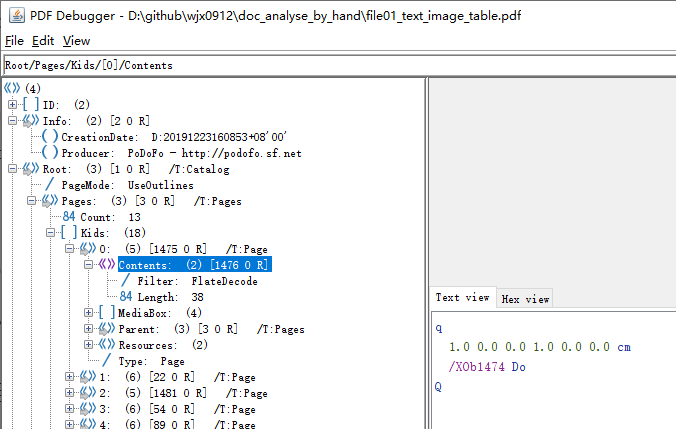 PDF Debugger - D:\github\wjx0912\doc_analyse_by_hand\file01_text_image_table.pdf
File Edit View
Root/Pages/Kids/[0]/Contents
(4)
[ ] ID: (2)
Info: (2) [2 0 R]
( ) CreationDate: D:20191223160853+08'00'
( ) Producer: PoDoFo - http://podofo.sf.net
Root: (3) [1 0 R] /T:Catalog
/ PageMode: UseOutlines
Pages: (3) [3 0 R] /T:Pages
84 Count: 13
[ ] Kids: (18)
0: (5) [1475 0 R] /T:Page
Contents: (2) [1476 0 R]
/ Filter: FlateDecode
84 Length: 38
[ ] MediaBox: (4)
Parent: (3) [3 0 R] /T:Pages
Resources: (2)
/ Type: Page
1: (6) [22 0 R] /T:Page
2: (5) [1481 0 R] /T:Page
3: (6) [54 0 R] /T:Page
4: (6) [89 0 R] /T:Page
Text view Hex view
q
1.0 0.0 0.0 1.0 0.0 0.0 cm
/XOb1474 Do
Q